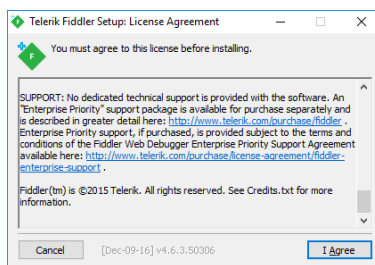 Telerik Fiddler Setup: License Agreement
You must agree to this license before installing.
SUPPORT: No dedicated technical support is provided with the software. An
"Enterprise Priority" support package is available for purchase separately and
is described in greater detail here: http://www.telerik.com/purchase/fiddler .
Enterprise Priority support, if purchased, is provided subject to the terms and
conditions of the Fiddler Web Debugger Enterprise Priority Support Agreement
available here: http://www.telerik.com/purchase/license-agreement/fiddler-
enterprise-support .
Fiddler(tm) is ©2015 Telerik. All rights reserved. See Credits.txt for more
information.
Cancel [Dec-09-16] v4.6.3.50306 I Agree